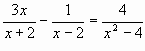 3x/(x+2) - 1/(x-2) = 4/(x²-4)